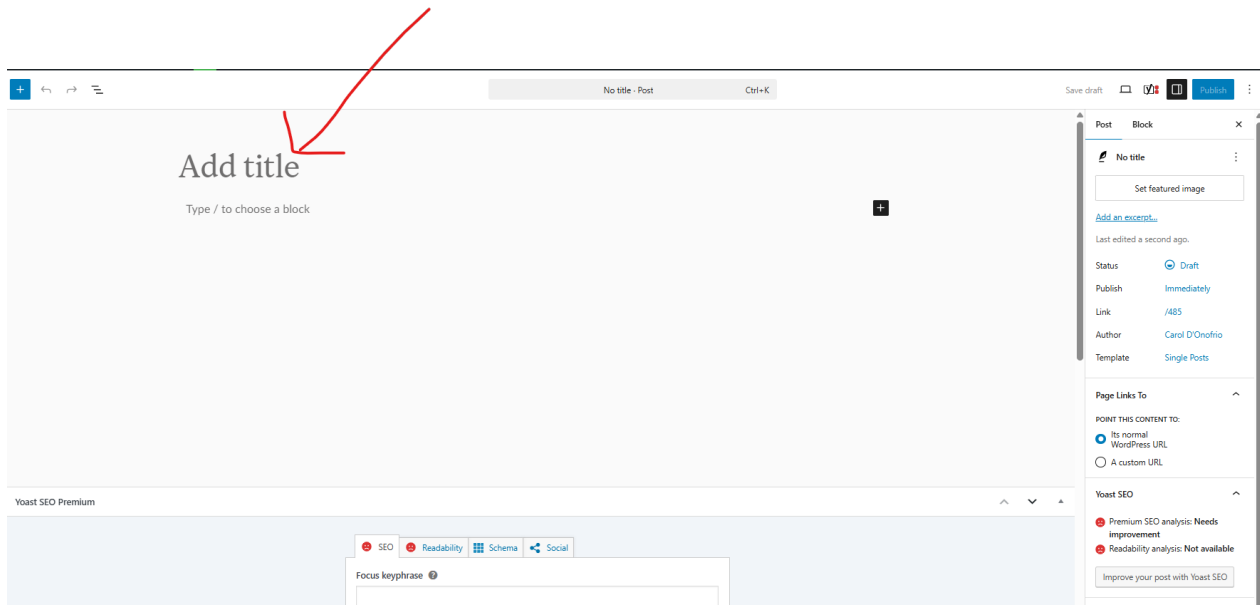 No title · Post Ctrl+K
Save draft
Publish
Add title
Type / to choose a block
Post Block
No title
Set featured image
Add an excerpt...
Last edited a second ago.
Status Draft
Publish Immediately
Link /485
Author Carol D'Onofrio
Template Single Posts
Page Links To
POINT THIS CONTENT TO:
Its normal
WordPress URL
A custom URL
Yoast SEO
Premium SEO analysis: Needs
improvement
Readability analysis: Not available
Improve your post with Yoast SEO
Yoast SEO Premium
SEO Readability Schema Social
Focus keyphrase